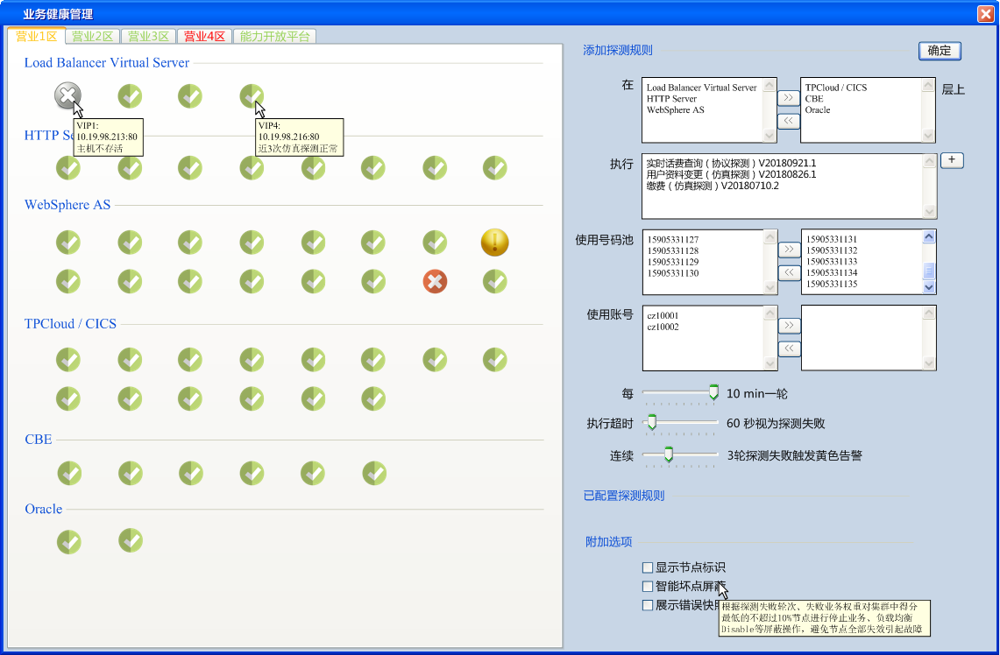 业务健康管理
营业1区 营业2区 营业3区 营业4区 能力开放平台
Load Balancer Virtual Server
VIP1:
10.19.98.213:80
主机不存活
VIP4:
10.19.98.216:80
近3次仿真探测正常
HTTP Se
WebSphere AS
TPCloud / CICS
CBE
Oracle
添加探测规则
确定
在
Load Balancer Virtual Server
HTTP Server
WebSphere AS
>>
<<
TPCloud / CICS
CBE
Oracle
层上
执行
实时话费查询（协议探测）V20180921.1
用户资料变更（仿真探测）V20180826.1
缴费（仿真探测）V20180710.2
+
使用号码池
15905331127
15905331128
15905331129
15905331130
>>
<<
15905331131
15905331132
15905331133
15905331134
15905331135
使用账号
cz10001
cz10002
>>
<<
每 10 min一轮
执行超时 60 秒视为探测失败
连续 3轮探测失败触发黄色告警
已配置探测规则
附加选项
显示节点标识
智能坏点屏蔽
展示错误快
根据探测失败轮次、失败业务权重对集群中得分
最低的不超过10%节点进行停止业务、负载均衡
Disable等屏蔽操作，避免节点全部失效引起故障